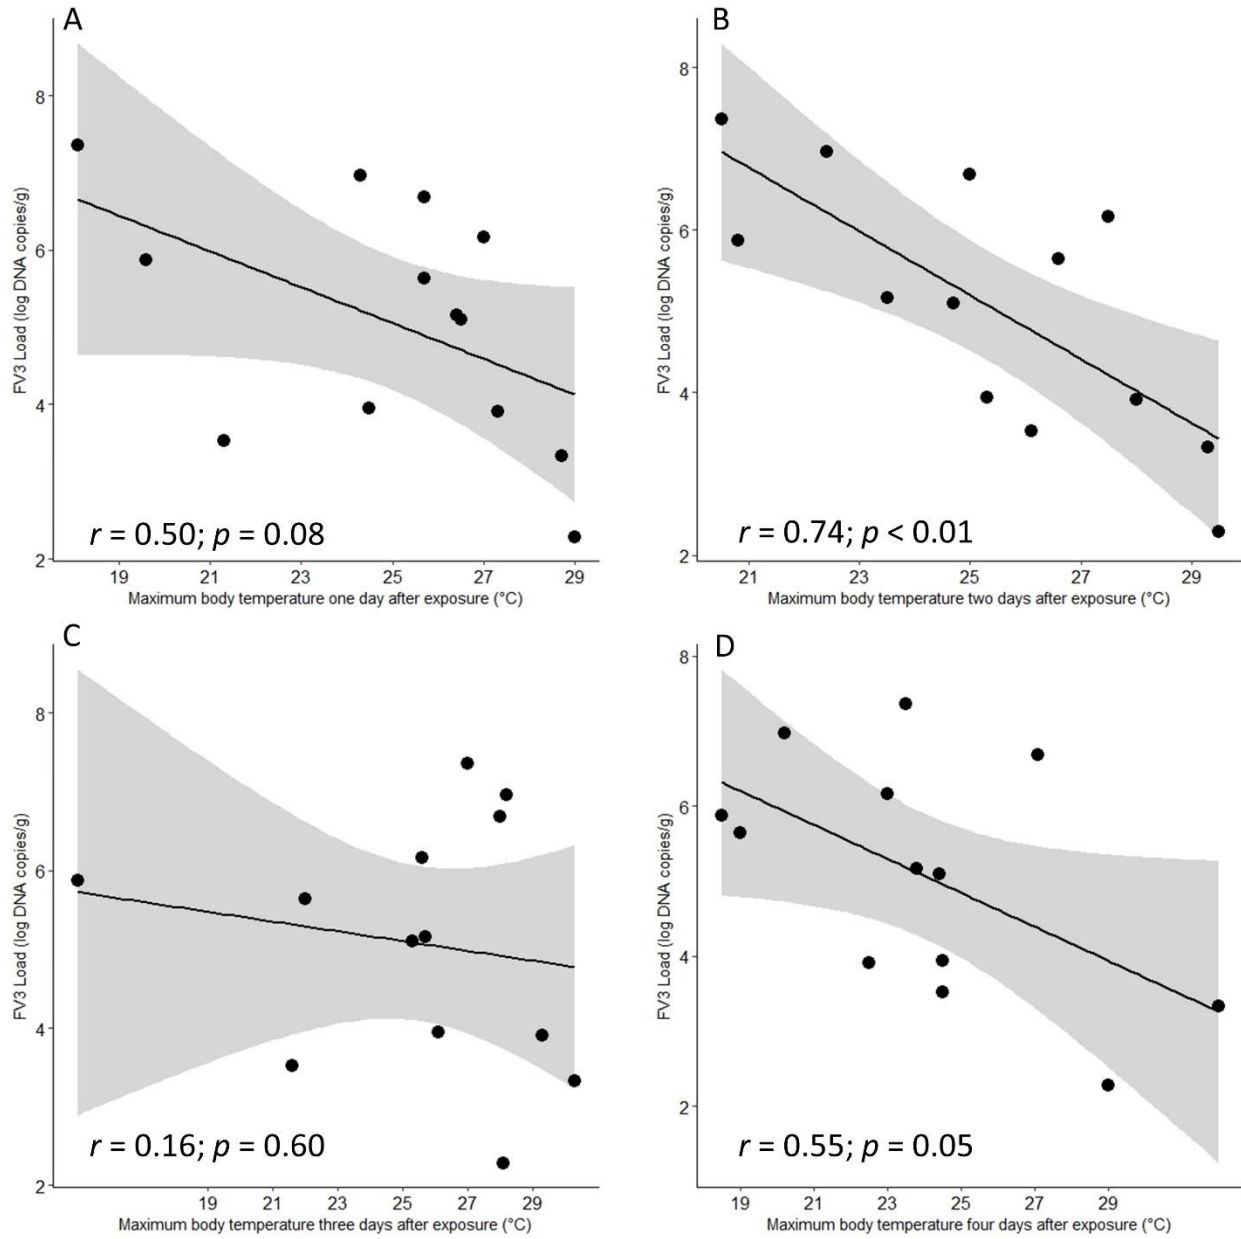 A
FV3 Load (log DNA copies/g)
8
6
4
2
r = 0.50; p = 0.08
19 21 23 25 27 29
Maximum body temperature one day after exposure (°C)
B
FV3 Load (log DNA copies/g)
8
6
4
2
r = 0.74; p < 0.01
21 23 25 27 29
Maximum body temperature two days after exposure (°C)
C
FV3 Load (log DNA copies/g)
8
6
4
2
r = 0.16; p = 0.60
19 21 23 25 27 29
Maximum body temperature three days after exposure (°C)
D
FV3 Load (log DNA copies/g)
8
6
4
2
r = 0.55; p = 0.05
19 21 23 25 27 29
Maximum body temperature four days after exposure (°C)